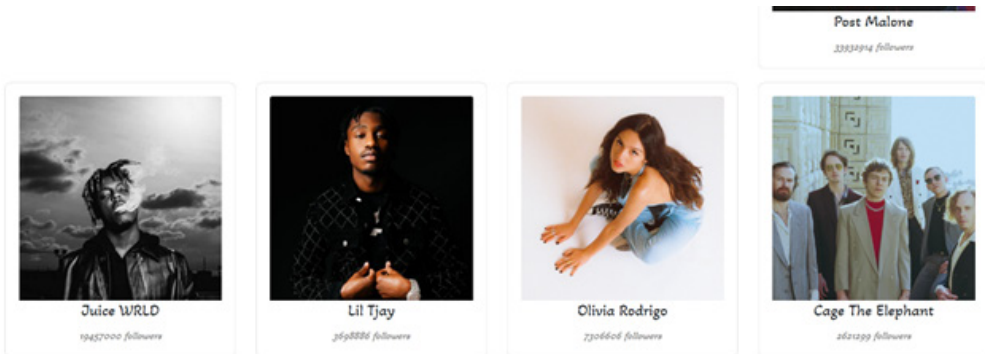 Post Malone
33932914 followers
Juice WRLD
19457000 followers
Lil Tjay
3698886 followers
Olivia Rodrigo
7306606 followers
Cage The Elephant
2621299 followers